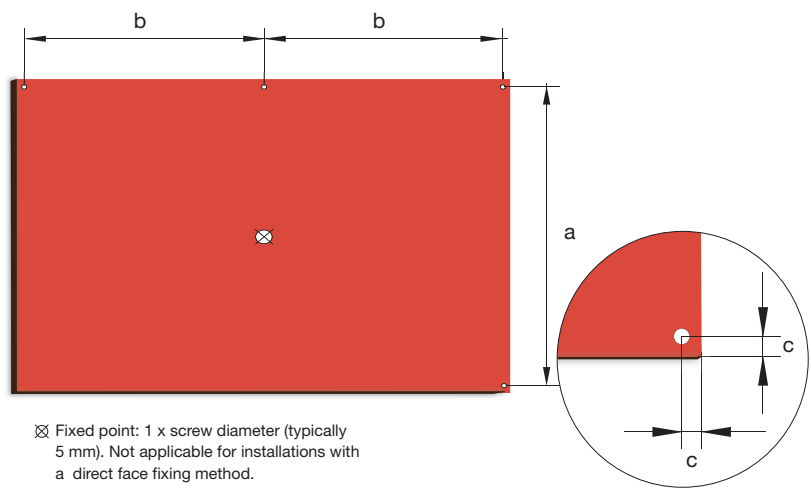 b
b
a
c
c
Fixed point: 1 x screw diameter (typically
5 mm). Not applicable for installations with
a direct face fixing method.